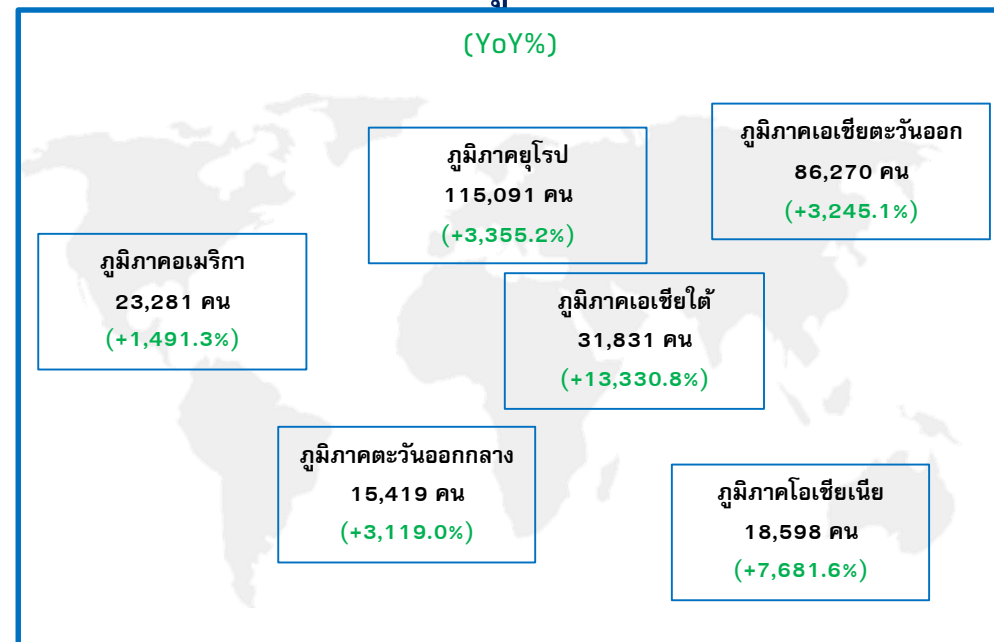 (YoY%)
ภูมิภาคยุโรป
115,091 คน
(+3,355.2%)
ภูมิภาคเอเชียตะวันออก
86,270 คน
(+3,245.1%)
ภูมิภาคอเมริกา
23,281 คน
(+1,491.3%)
ภูมิภาคเอเชียใต้
31,831 คน
(+13,330.8%)
ภูมิภาคตะวันออกกลาง
15,419 คน
(+3,119.0%)
ภูมิภาคโอเชียเนีย
18,598 คน
(+7,681.6%)